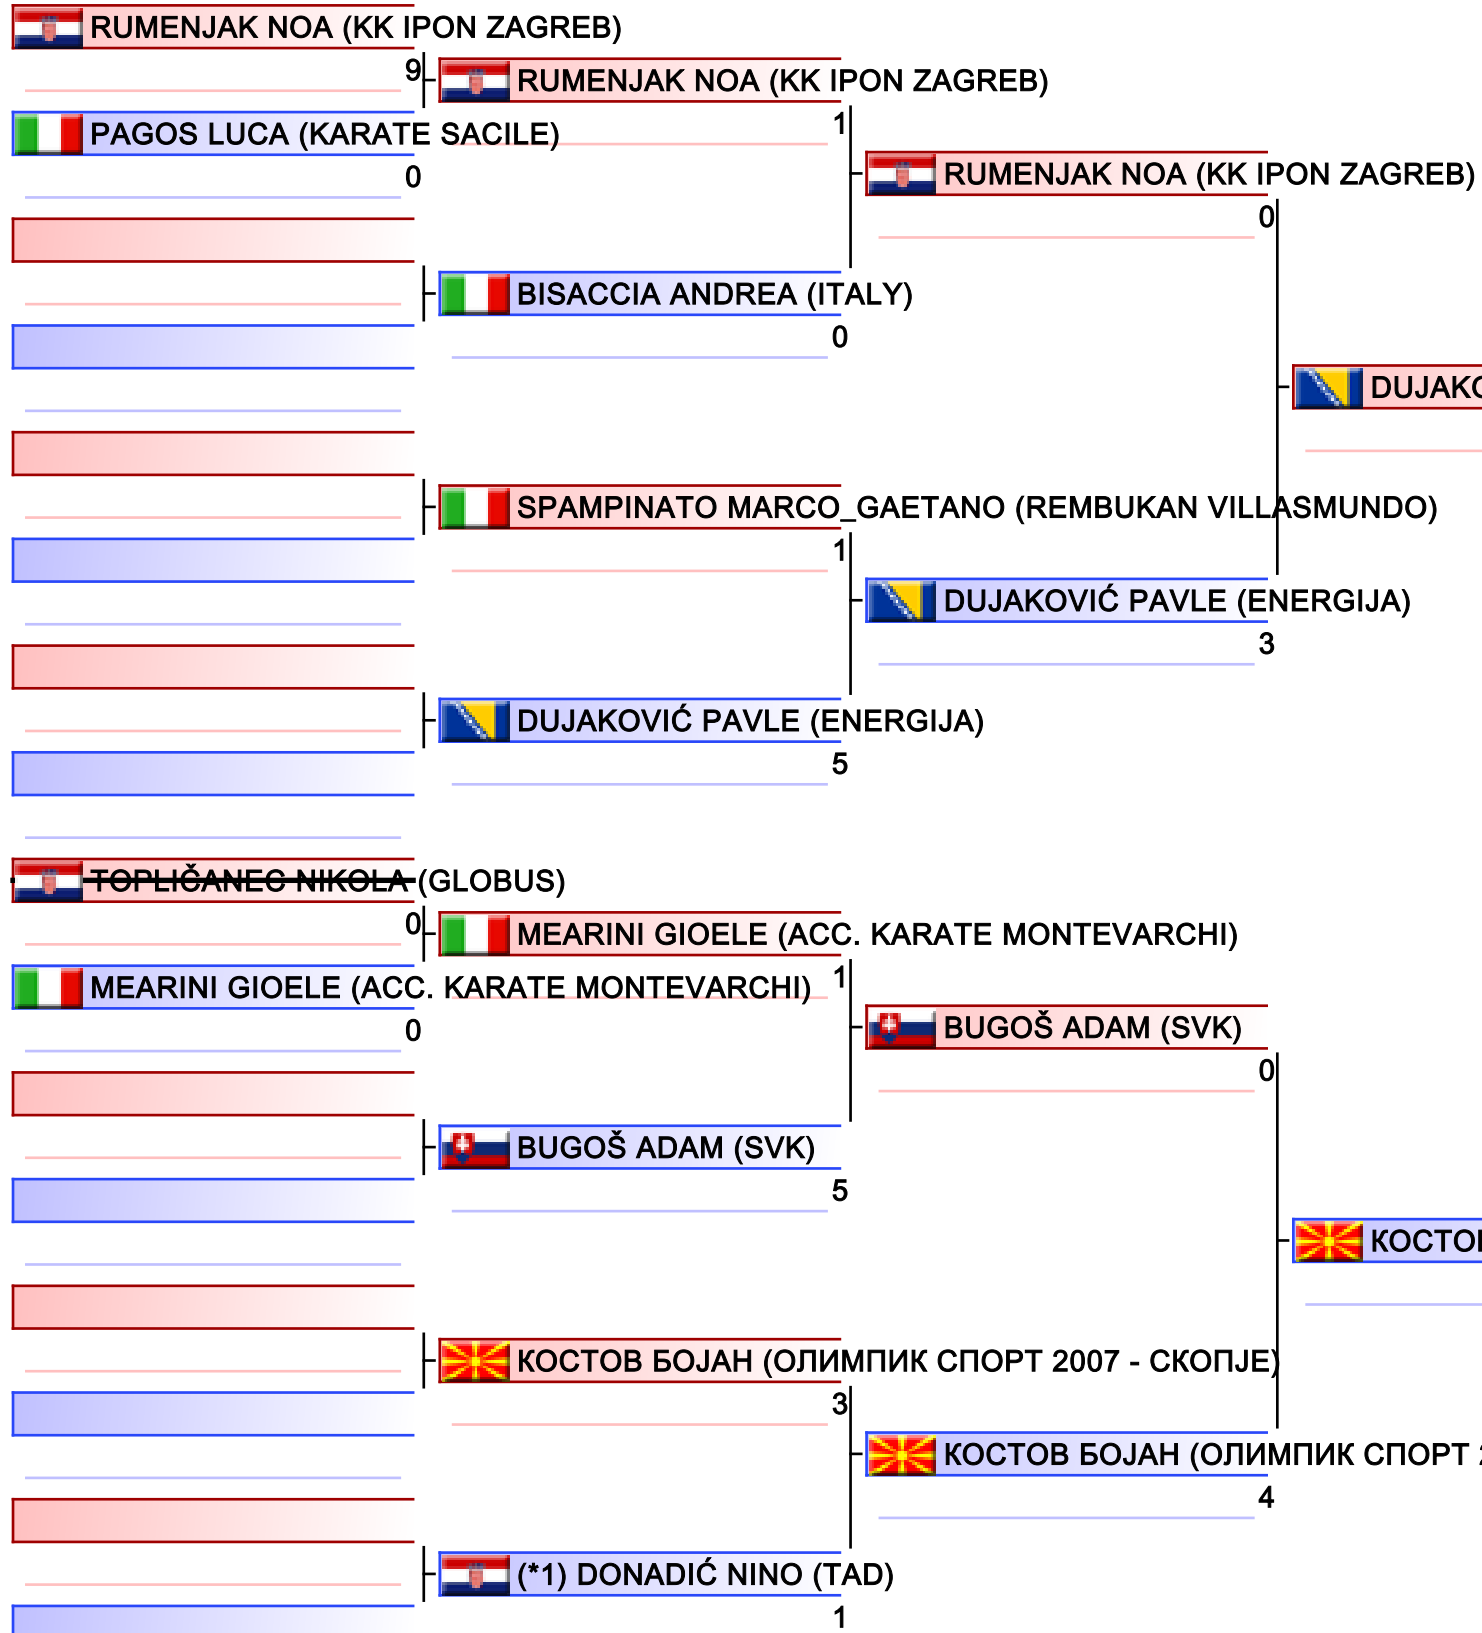 RUMENJAK NOA (KK IPON ZAGREB)
9
RUMENJAK NOA (KK IPON ZAGREB)
PAGOS LUCA (KARATE SACILE)
1
0
RUMENJAK NOA (KK IPON ZAGREB)
0
BISACCIA ANDREA (ITALY)
0
SPAMPINATO MARCO_GAETANO (REMBUKAN VILLASMUNDO)
1
DUJAKOVIĆ PAVLE (ENERGIJA)
3
DUJAKOVIĆ PAVLE (ENERGIJA)
5
TOPLIČANEC NIKOLA (GLOBUS)
0
MEARINI GIOELE (ACC. KARATE MONTEVARCHI)
MEARINI GIOELE (ACC. KARATE MONTEVARCHI)
1
0
BUGOŠ ADAM (SVK)
0
BUGOŠ ADAM (SVK)
5
КОСТОВ БОЈАН (ОЛИМПИК СПОРТ 2007 - СКОПЈЕ)
3
КОСТОВ БОЈАН (ОЛИМПИК СПОРТ
4
(*1) DONADIĆ NINO (TAD)
1